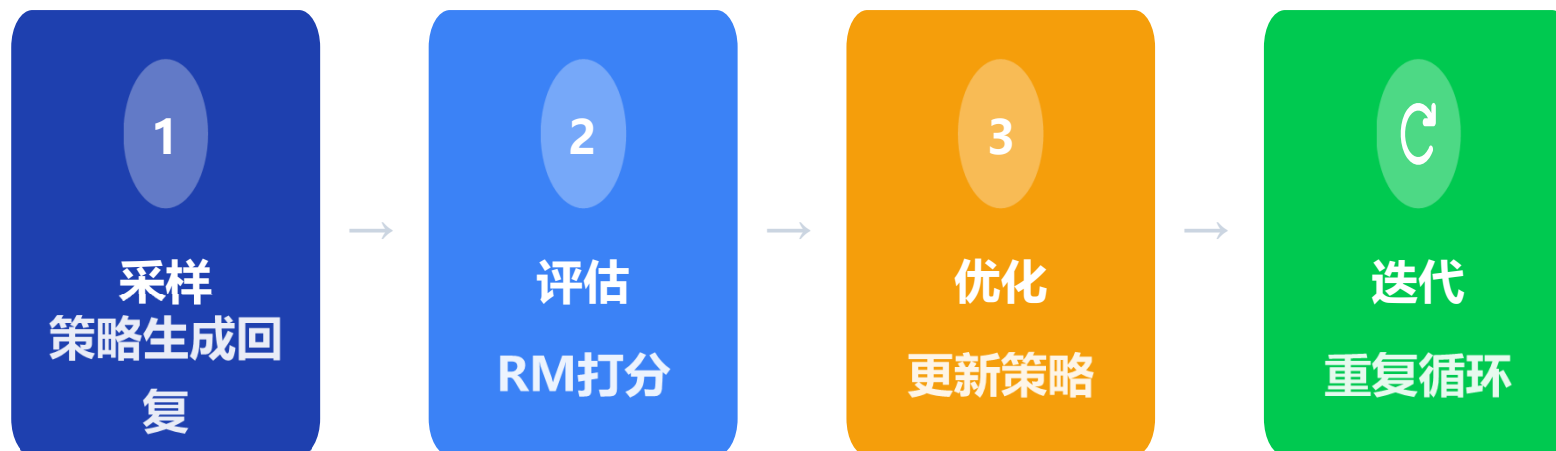 1
采样
策略生成回
复
→
2
评估
RM打分
→
3
优化
更新策略
→
迭代
重复循环